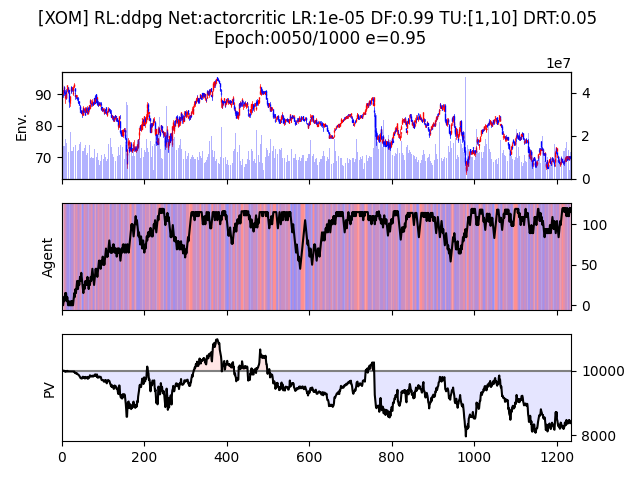 [XOM] RL:ddpg Net:actorcritic LR:1e-05 DF:0.99 TU:[1,10] DRT:0.05
Epoch:0050/1000 e=0.95
1e7
Env.
90
80
70
4
2
0
Agent
100
50
0
PV
10000
8000
0 200 400 600 800 1000 1200